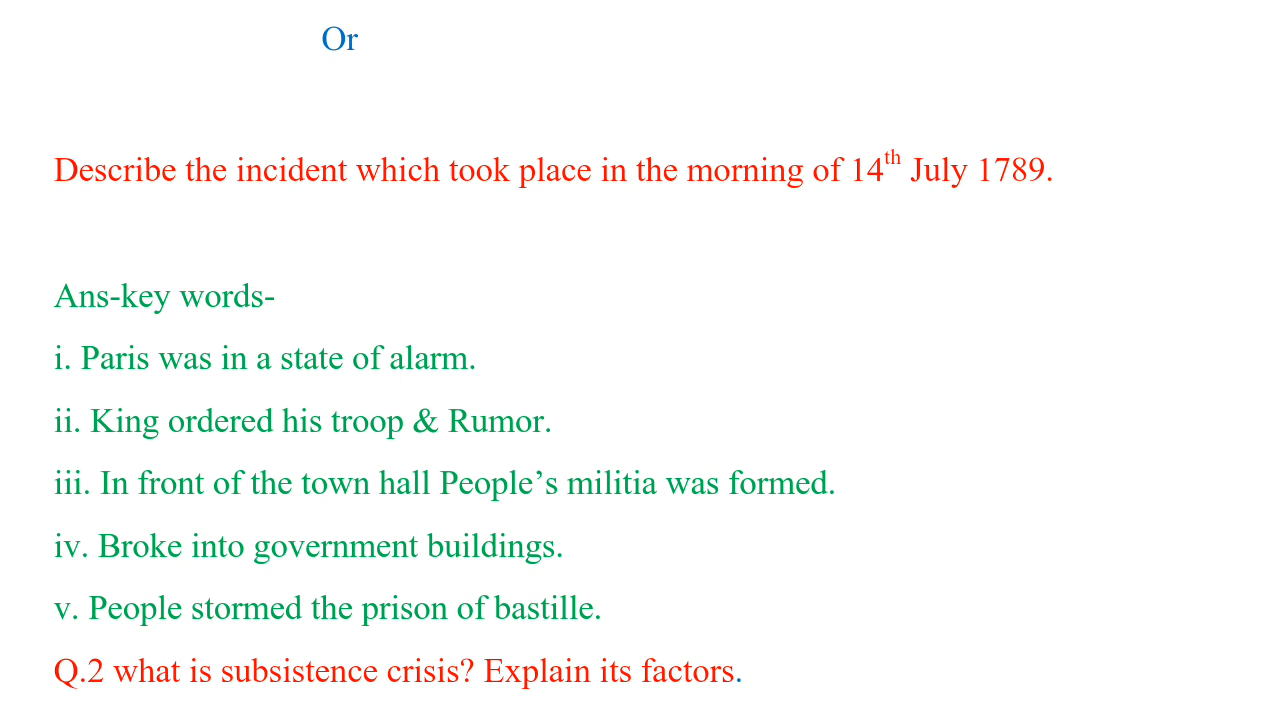 Or
Describe the incident which took place in the morning of 14th July 1789.
Ans-key words-
i. Paris was in a state of alarm.
ii. King ordered his troop & Rumor.
iii. In front of the town hall People’s militia was formed.
iv. Broke into government buildings.
v. People stormed the prison of bastille.
Q.2 what is subsistence crisis? Explain its factors.